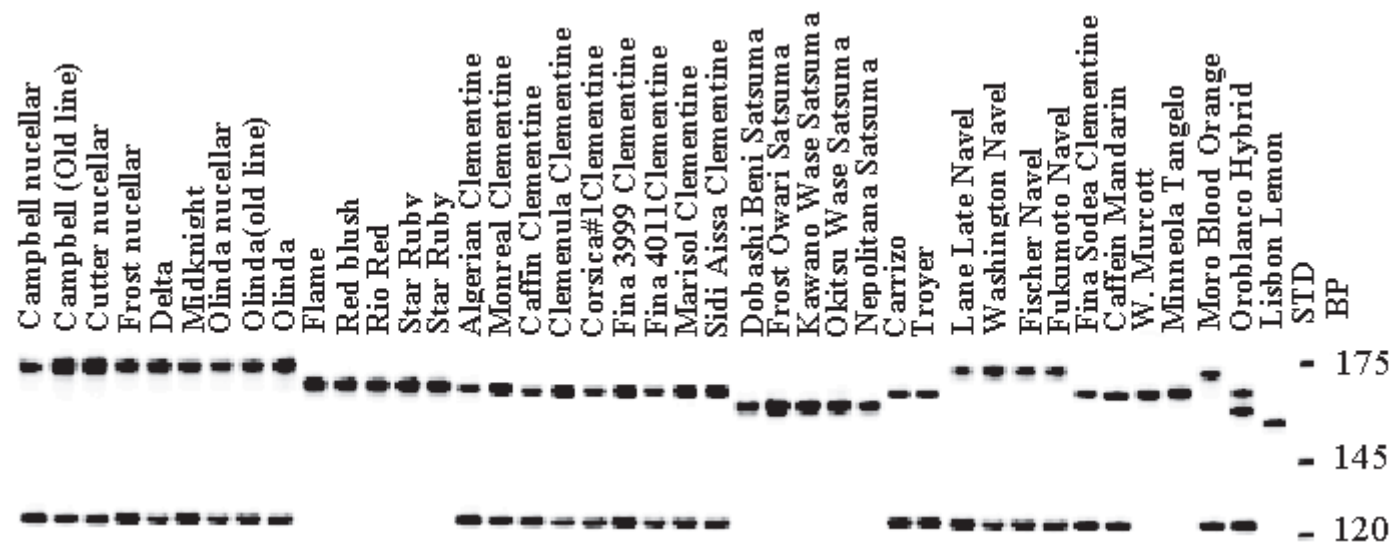 Campbell nucellar
Campbell (Old line)
Cutter nucellar
Frost nucellar
Delta
Midknight
Olinda nucellar
Olinda(old line)
Olinda
Flame
Red blush
Rio Red
Star Ruby
Star Ruby
Algerian Clementine
Monreal Clementine
Caffin Clementine
Clemenula Clementine
Corsica#1Clementine
Fina 3999 Clementine
Fina 4011Clementine
Marisol Clementine
Sidi Aissa Clementine
Dobashi Beni Satsuma
Frost Owari Satsuma
Kawano Wase Satsuma
Okitsu Wase Satsuma
Nepolitana Satsuma
Carrizo
Troyer
Lane Late Navel
Washington Navel
Fischer Navel
Fukumoto Navel
Fina Sodea Clementine
Caffein Mandarin
W. Murcott
Minneola Tangelo
Moro Blood Orange
Oroblanco Hybrid
Lisbon Lemon
STD
BP
175
145
120